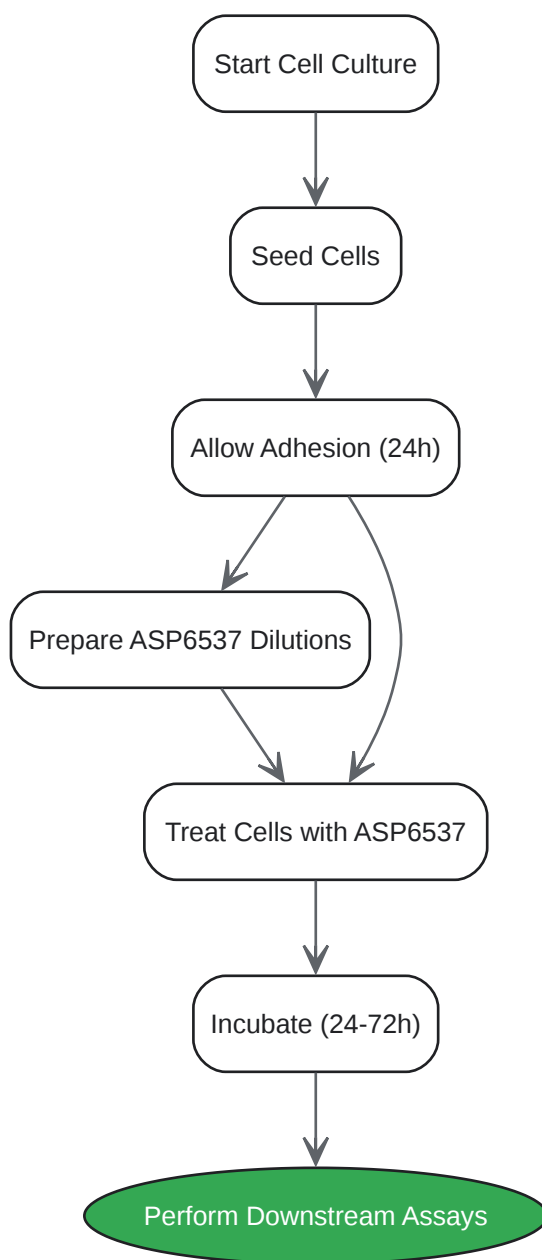 Start Cell Culture
Seed Cells
Allow Adhesion (24h)
Prepare ASP6537 Dilutions
Treat Cells with ASP6537
Incubate (24-72h)
Perform Downstream Assays